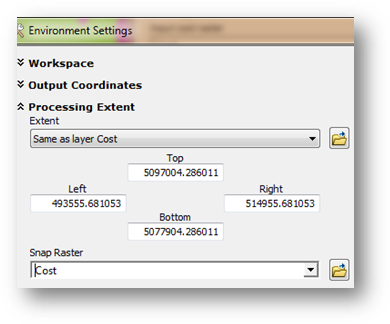 Environment Settings
Workspace
Output Coordinates
Processing Extent
Extent
Same as layer Cost
Top
5097004.286011
Left
Right
493555.681053
514955.681053
Bottom
5077904.286011
Snap Raster
Cost